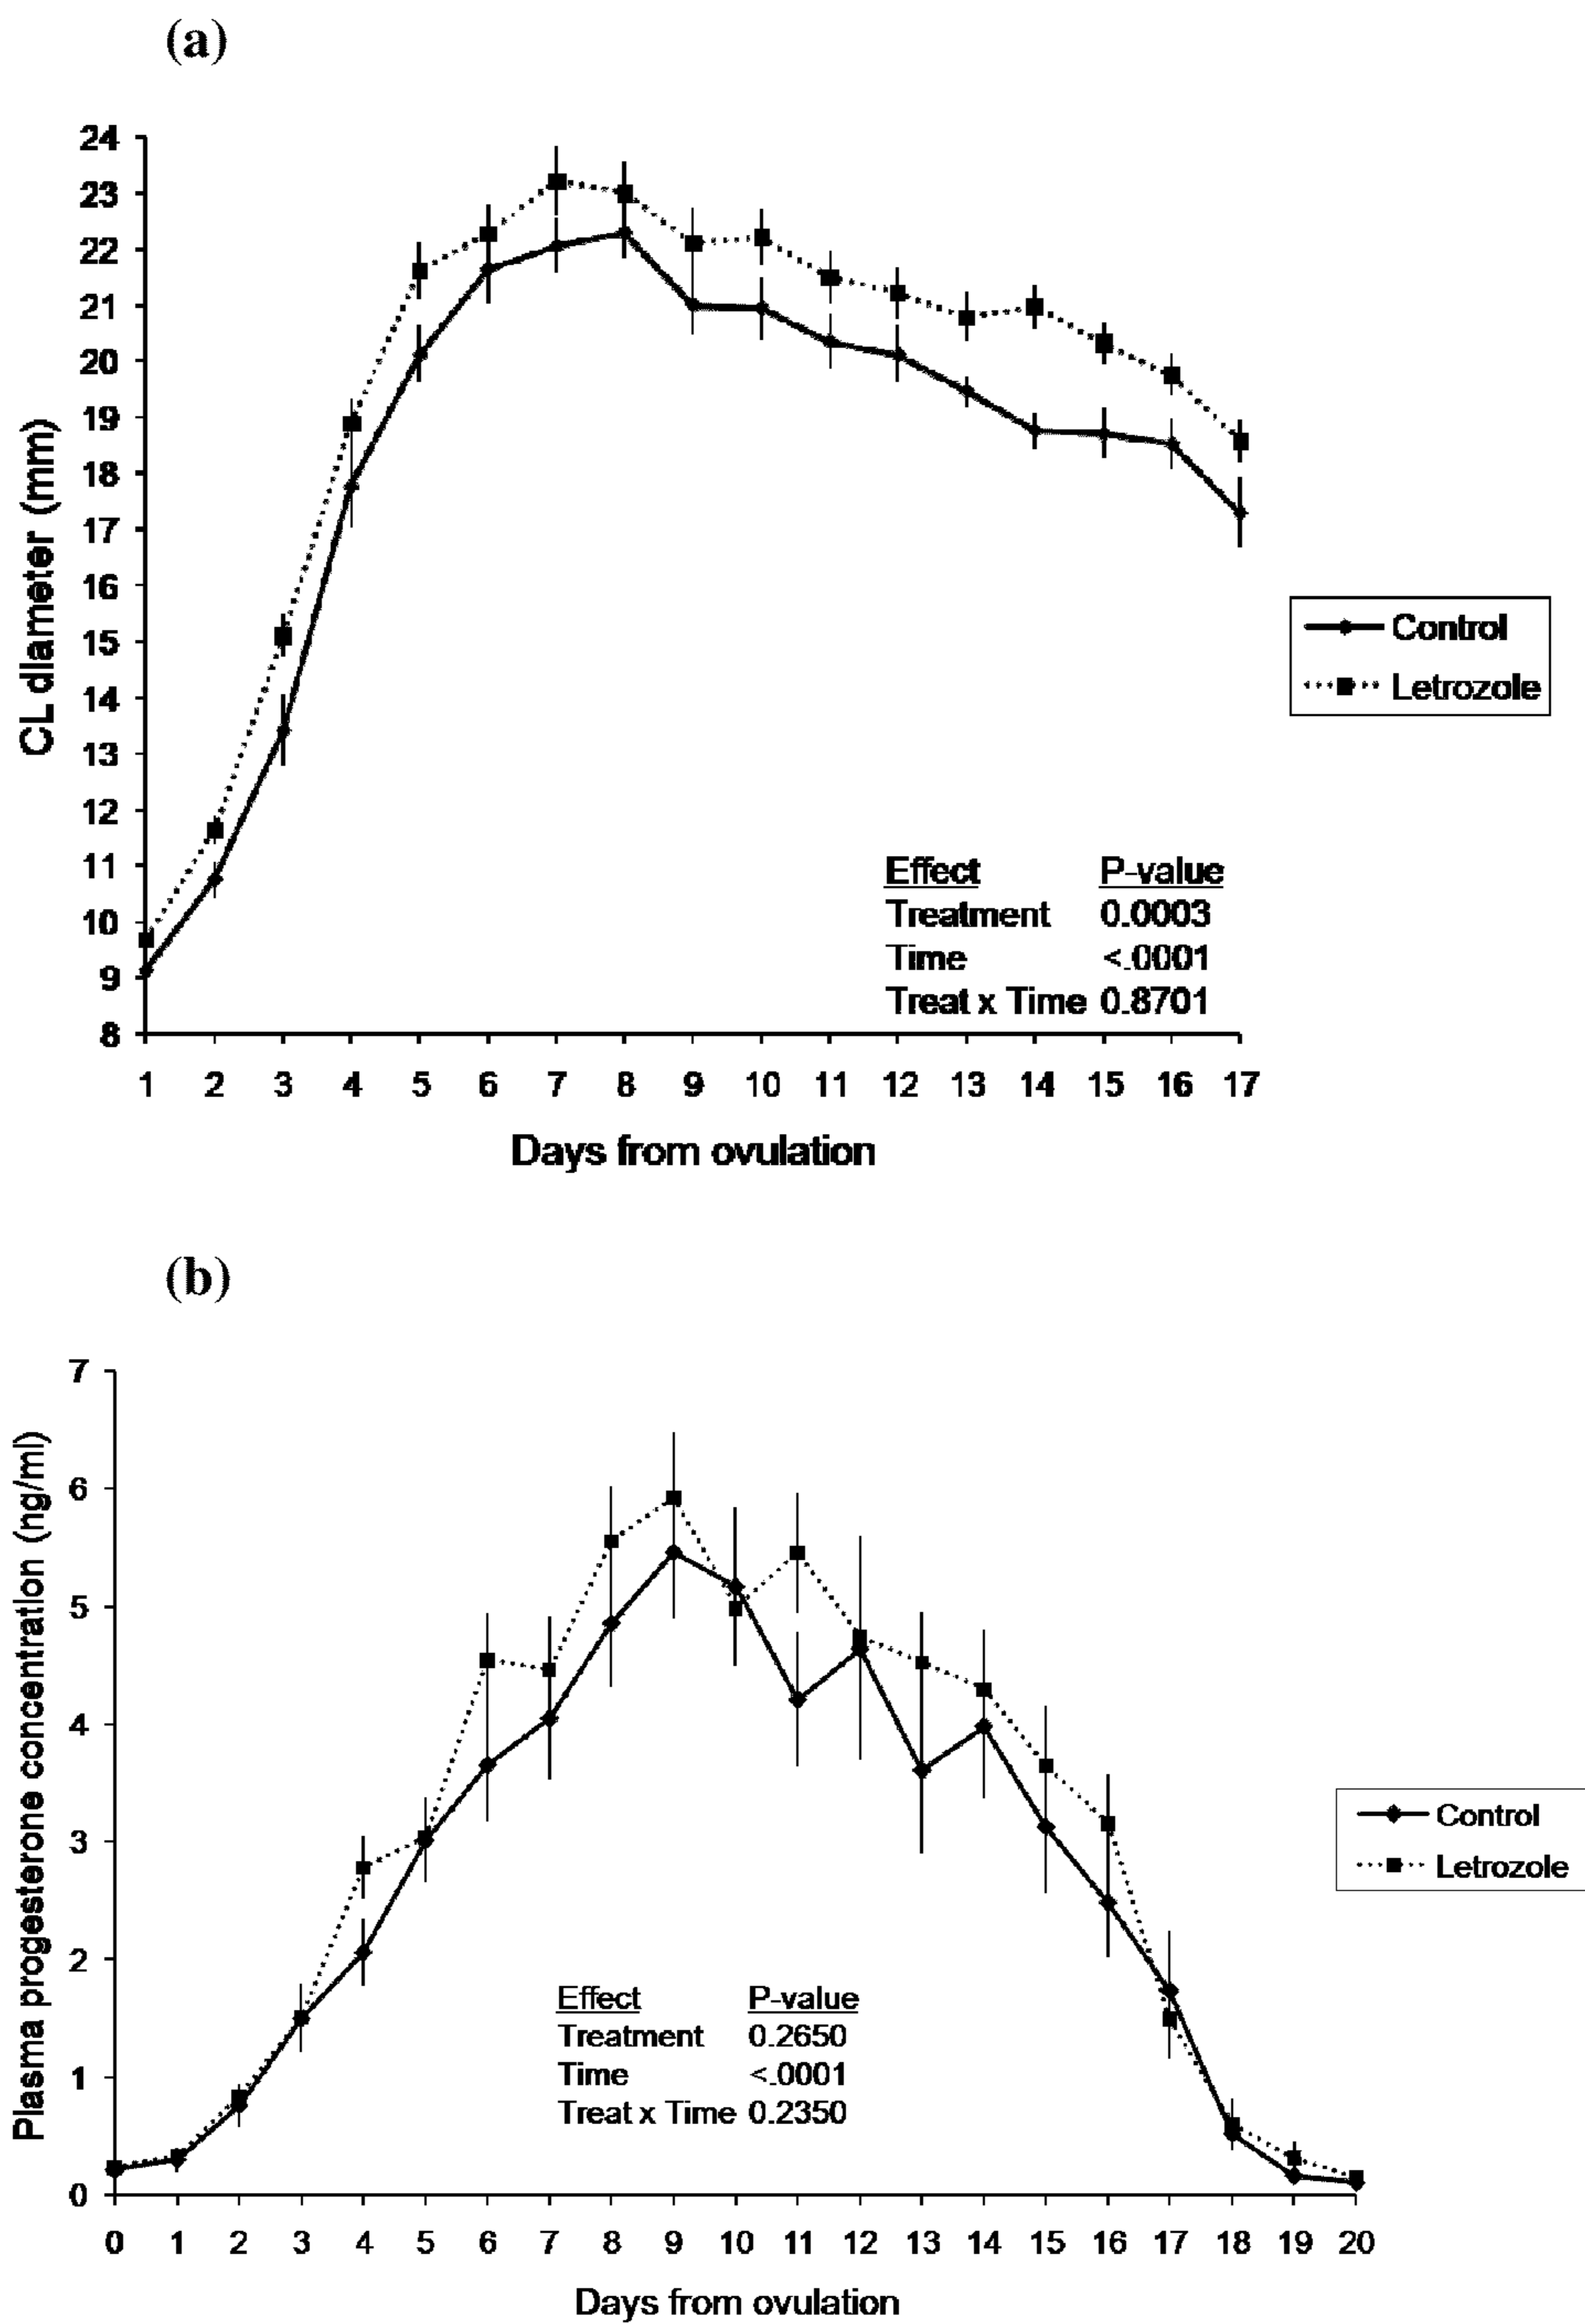 (a)
24
23
22
21
20
19
18
17
16
15
14
13
12
11
10
9
8
CL diameter (mm)
Control
Letrozole
Effect P-value
Treatment 0.0003
Time <.0001
Treat x Time 0.8701
1 2 3 4 5 6 7 8 9 10 11 12 13 14 15 16 17
Days from ovulation
(b)
7
6
5
4
3
2
1
0
Plasma progesterone concentration (ng/ml)
Control
Letrozole
Effect P-value
Treatment 0.2650
Time <.0001
Treat x Time 0.2350
0 1 2 3 4 5 6 7 8 9 10 11 12 13 14 15 16 17 18 19 20
Days from ovulation